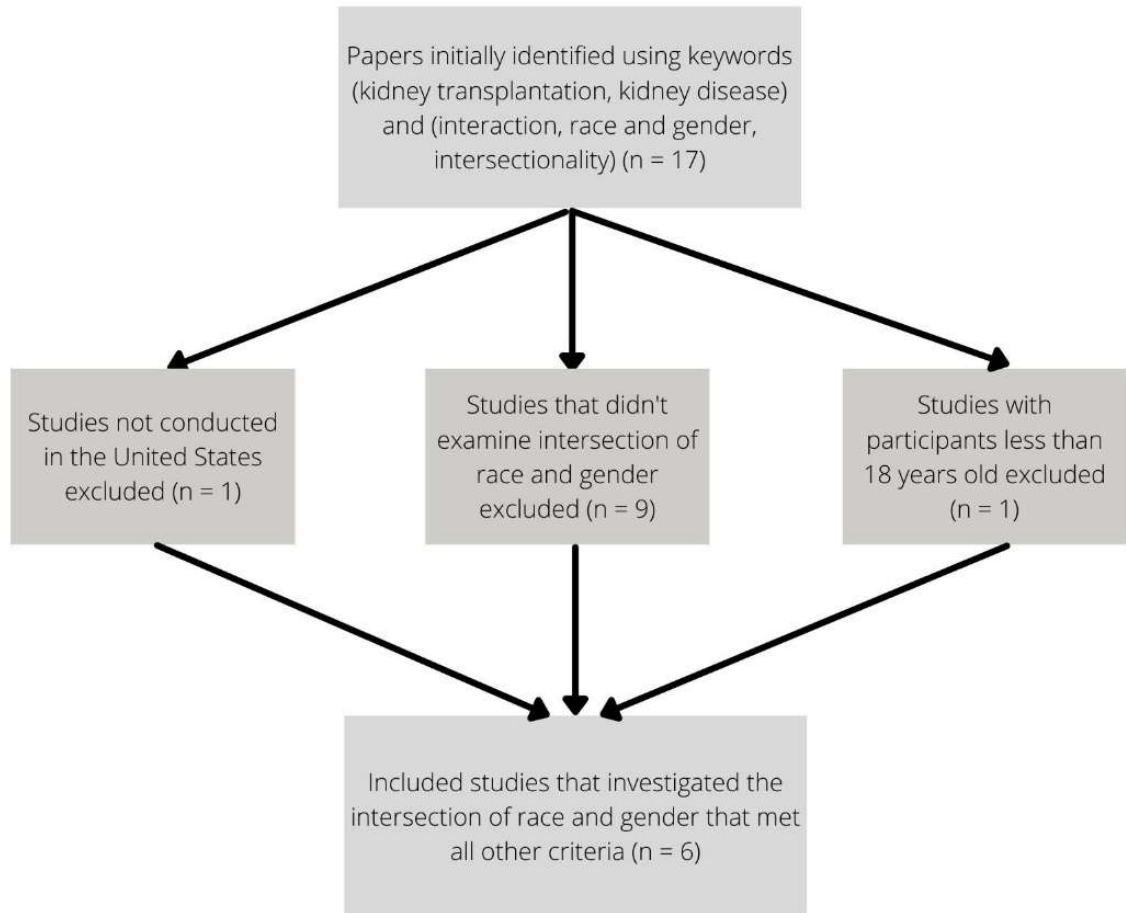 Papers initially identified using keywords
(kidney transplantation, kidney disease)
and (interaction, race and gender,
intersectionality) (n = 17)
Studies not conducted
in the United States
excluded (n = 1)
Studies that didn't
examine intersection of
race and gender
excluded (n = 9)
Studies with
participants less than
18 years old excluded
(n = 1)
Included studies that investigated the
intersection of race and gender that met
all other criteria (n = 6)